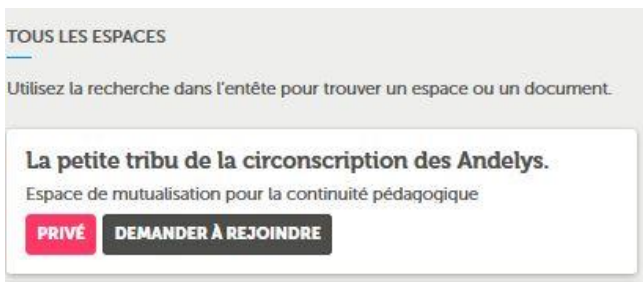 TOUS LES ESPACES
Utilisez la recherche dans l'entête pour trouver un espace ou un document.
La petite tribu de la circonscription des Andelys.
Espace de mutualisation pour la continuité pédagogique
PRIVÉ DEMANDER À REJOINDRE